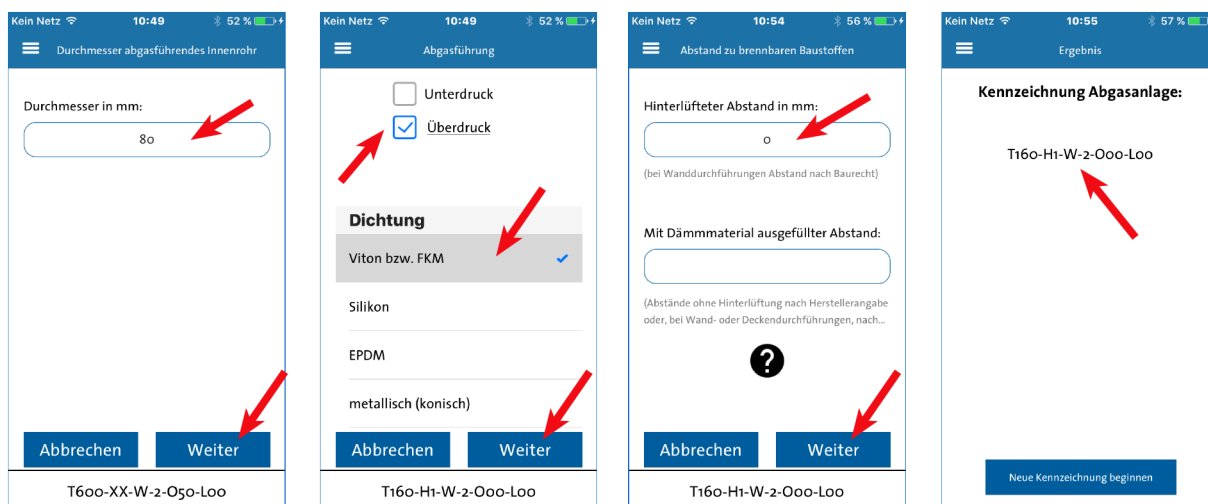 Kein Netz 10:49 52 %
Durchmesser abgasführendes Innenrohr
Durchmesser in mm:
80
Abbrechen Weiter
T600-XX-W-2-O50-L00
Kein Netz 10:49 52 %
Abgasführung
Unterdruck
Überdruck
Dichtung
Viton bzw. FKM
Silikon
EPDM
metallisch (konisch)
Abbrechen Weiter
T160-H1-W-2-O00-L00
Kein Netz 10:54 56 %
Abstand zu brennbaren Baustoffen
Hinterlüfteter Abstand in mm:
0
(bei Wanddurchführungen Abstand nach Baurecht)
Mit Dämmmaterial ausgefüllter Abstand:
(Abstände ohne Hinterlüftung nach Herstellerangabe
oder, bei Wand- oder Deckendurchführungen, nach...
?
Abbrechen Weiter
T160-H1-W-2-O00-L00
Kein Netz 10:55 57 %
Ergebnis
Kennzeichnung Abgasanlage:
T160-H1-W-2-O00-L00
Neue Kennzeichnung beginnen